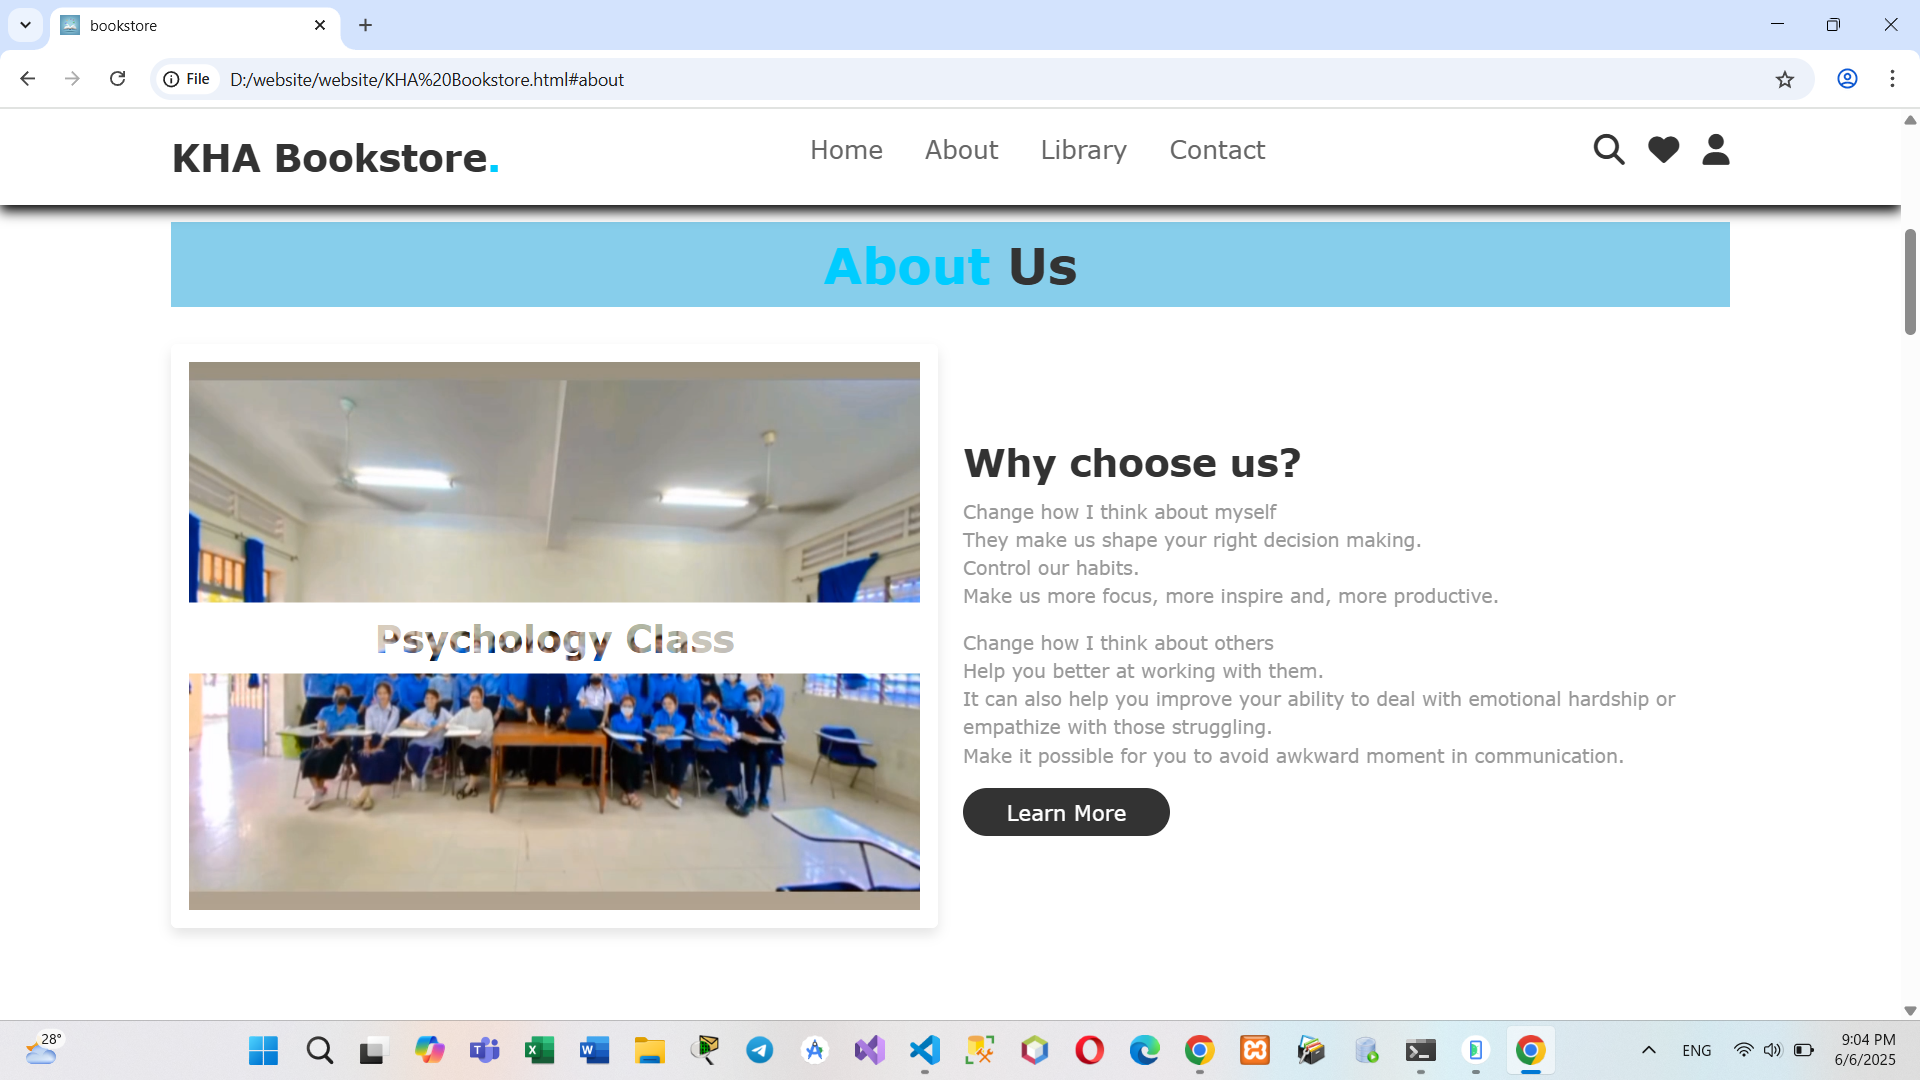 bookstore
File
D:/website/website/KHA%20Bookstore.html#about
KHA Bookstore.
Home
About
Library
Contact
About Us
Psychology Class
Why choose us?
Change how I think about myself
They make us shape your right decision making.
Control our habits.
Make us more focus, more inspire and, more productive.
Change how I think about others
Help you better at working with them.
It can also help you improve your ability to deal with emotional hardship or
empathize with those struggling.
Make it possible for you to avoid awkward moment in communication.
Learn More
28°
ENG
9:04 PM
6/6/2025